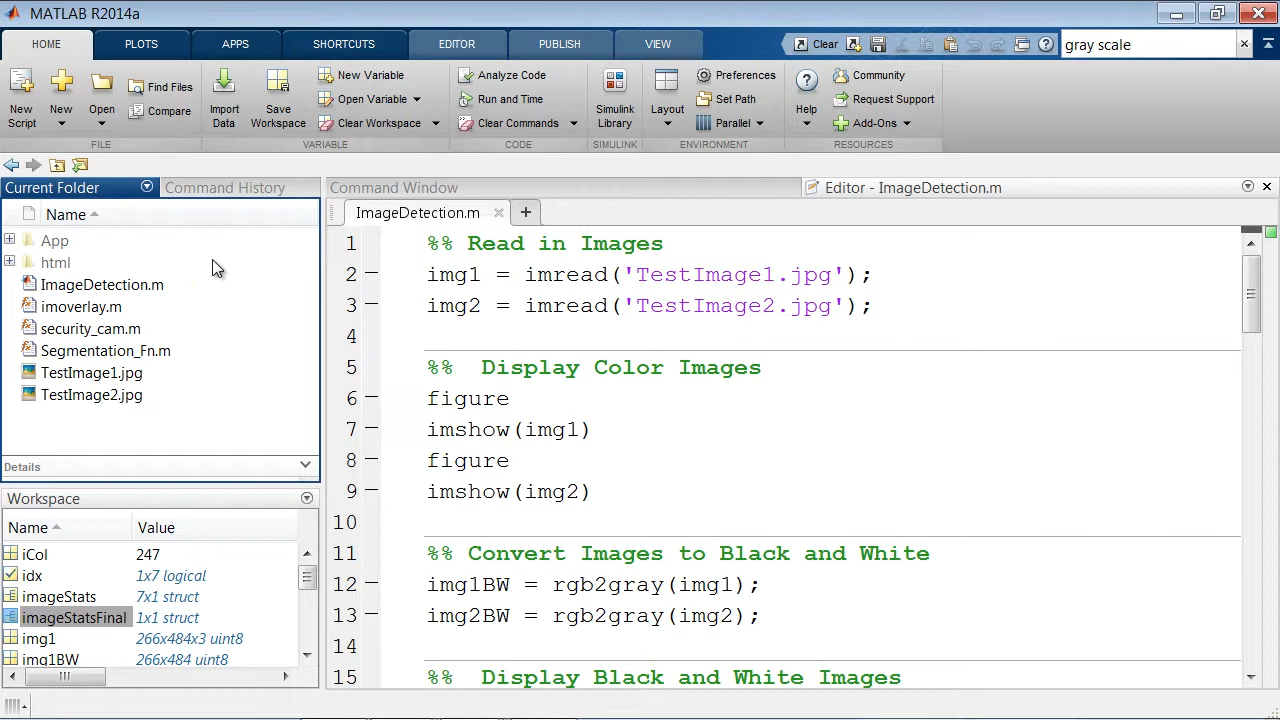 MATLAB R2014a
HOME PLOTS APPS SHORTCUTS EDITOR PUBLISH VIEW Clear gray scale
New Script
New
Open
Find Files
Compare
FILE
Import Data
Save Workspace
New Variable
Open Variable
Clear Workspace
VARIABLE
Analyze Code
Run and Time
Clear Commands
CODE
Simulink Library
SIMULINK
Layout
Preferences
Set Path
Parallel
ENVIRONMENT
Help
Community
Request Support
Add-Ons
RESOURCES
Current Folder Command History
Name
App
html
ImageDetection.m
imoverlay.m
security_cam.m
Segmentation_Fn.m
TestImage1.jpg
TestImage2.jpg
Details
Workspace
Name Value
iCol 247
idx 1x7 logical
imageStats 7x1 struct
imageStatsFinal 1x1 struct
img1 266x484x3 uint8
img1BW 266x484 uint8
Command Window Editor - ImageDetection.m
ImageDetection.m
1 %% Read in Images
2 img1 = imread('TestImage1.jpg');
3 img2 = imread('TestImage2.jpg');
4
5 %% Display Color Images
6 figure
7 imshow(img1)
8 figure
9 imshow(img2)
10
11 %% Convert Images to Black and White
12 img1BW = rgb2gray(img1);
13 img2BW = rgb2gray(img2);
14
15 %% Display Black and White Images